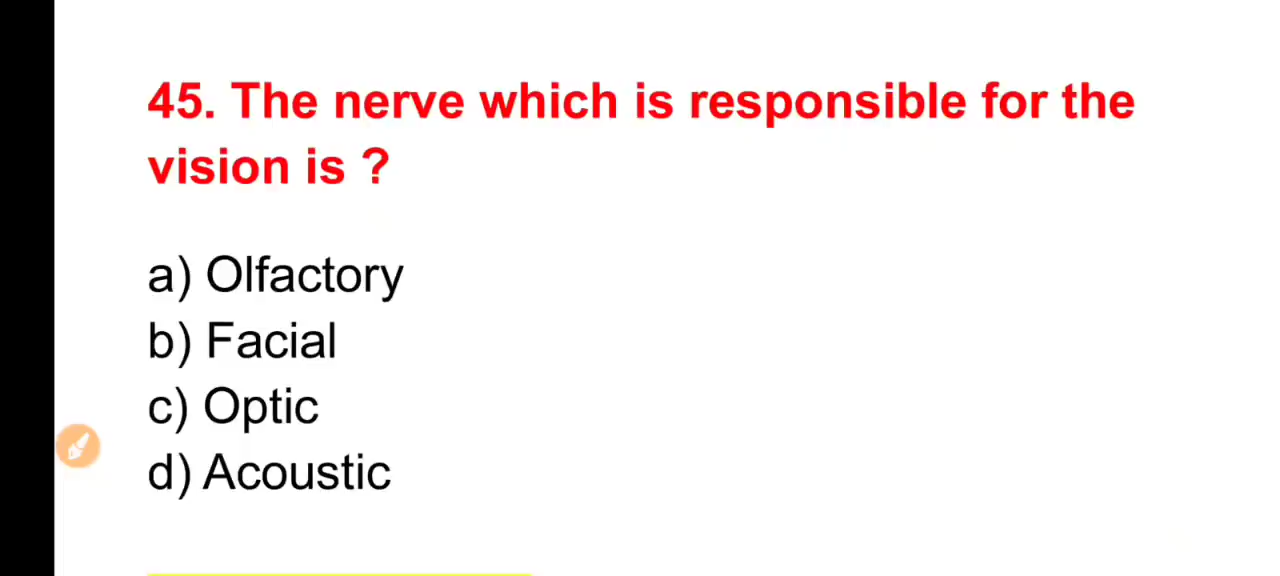 45. The nerve which is responsible for the
vision is ?
a) Olfactory
b) Facial
c) Optic
d) Acoustic